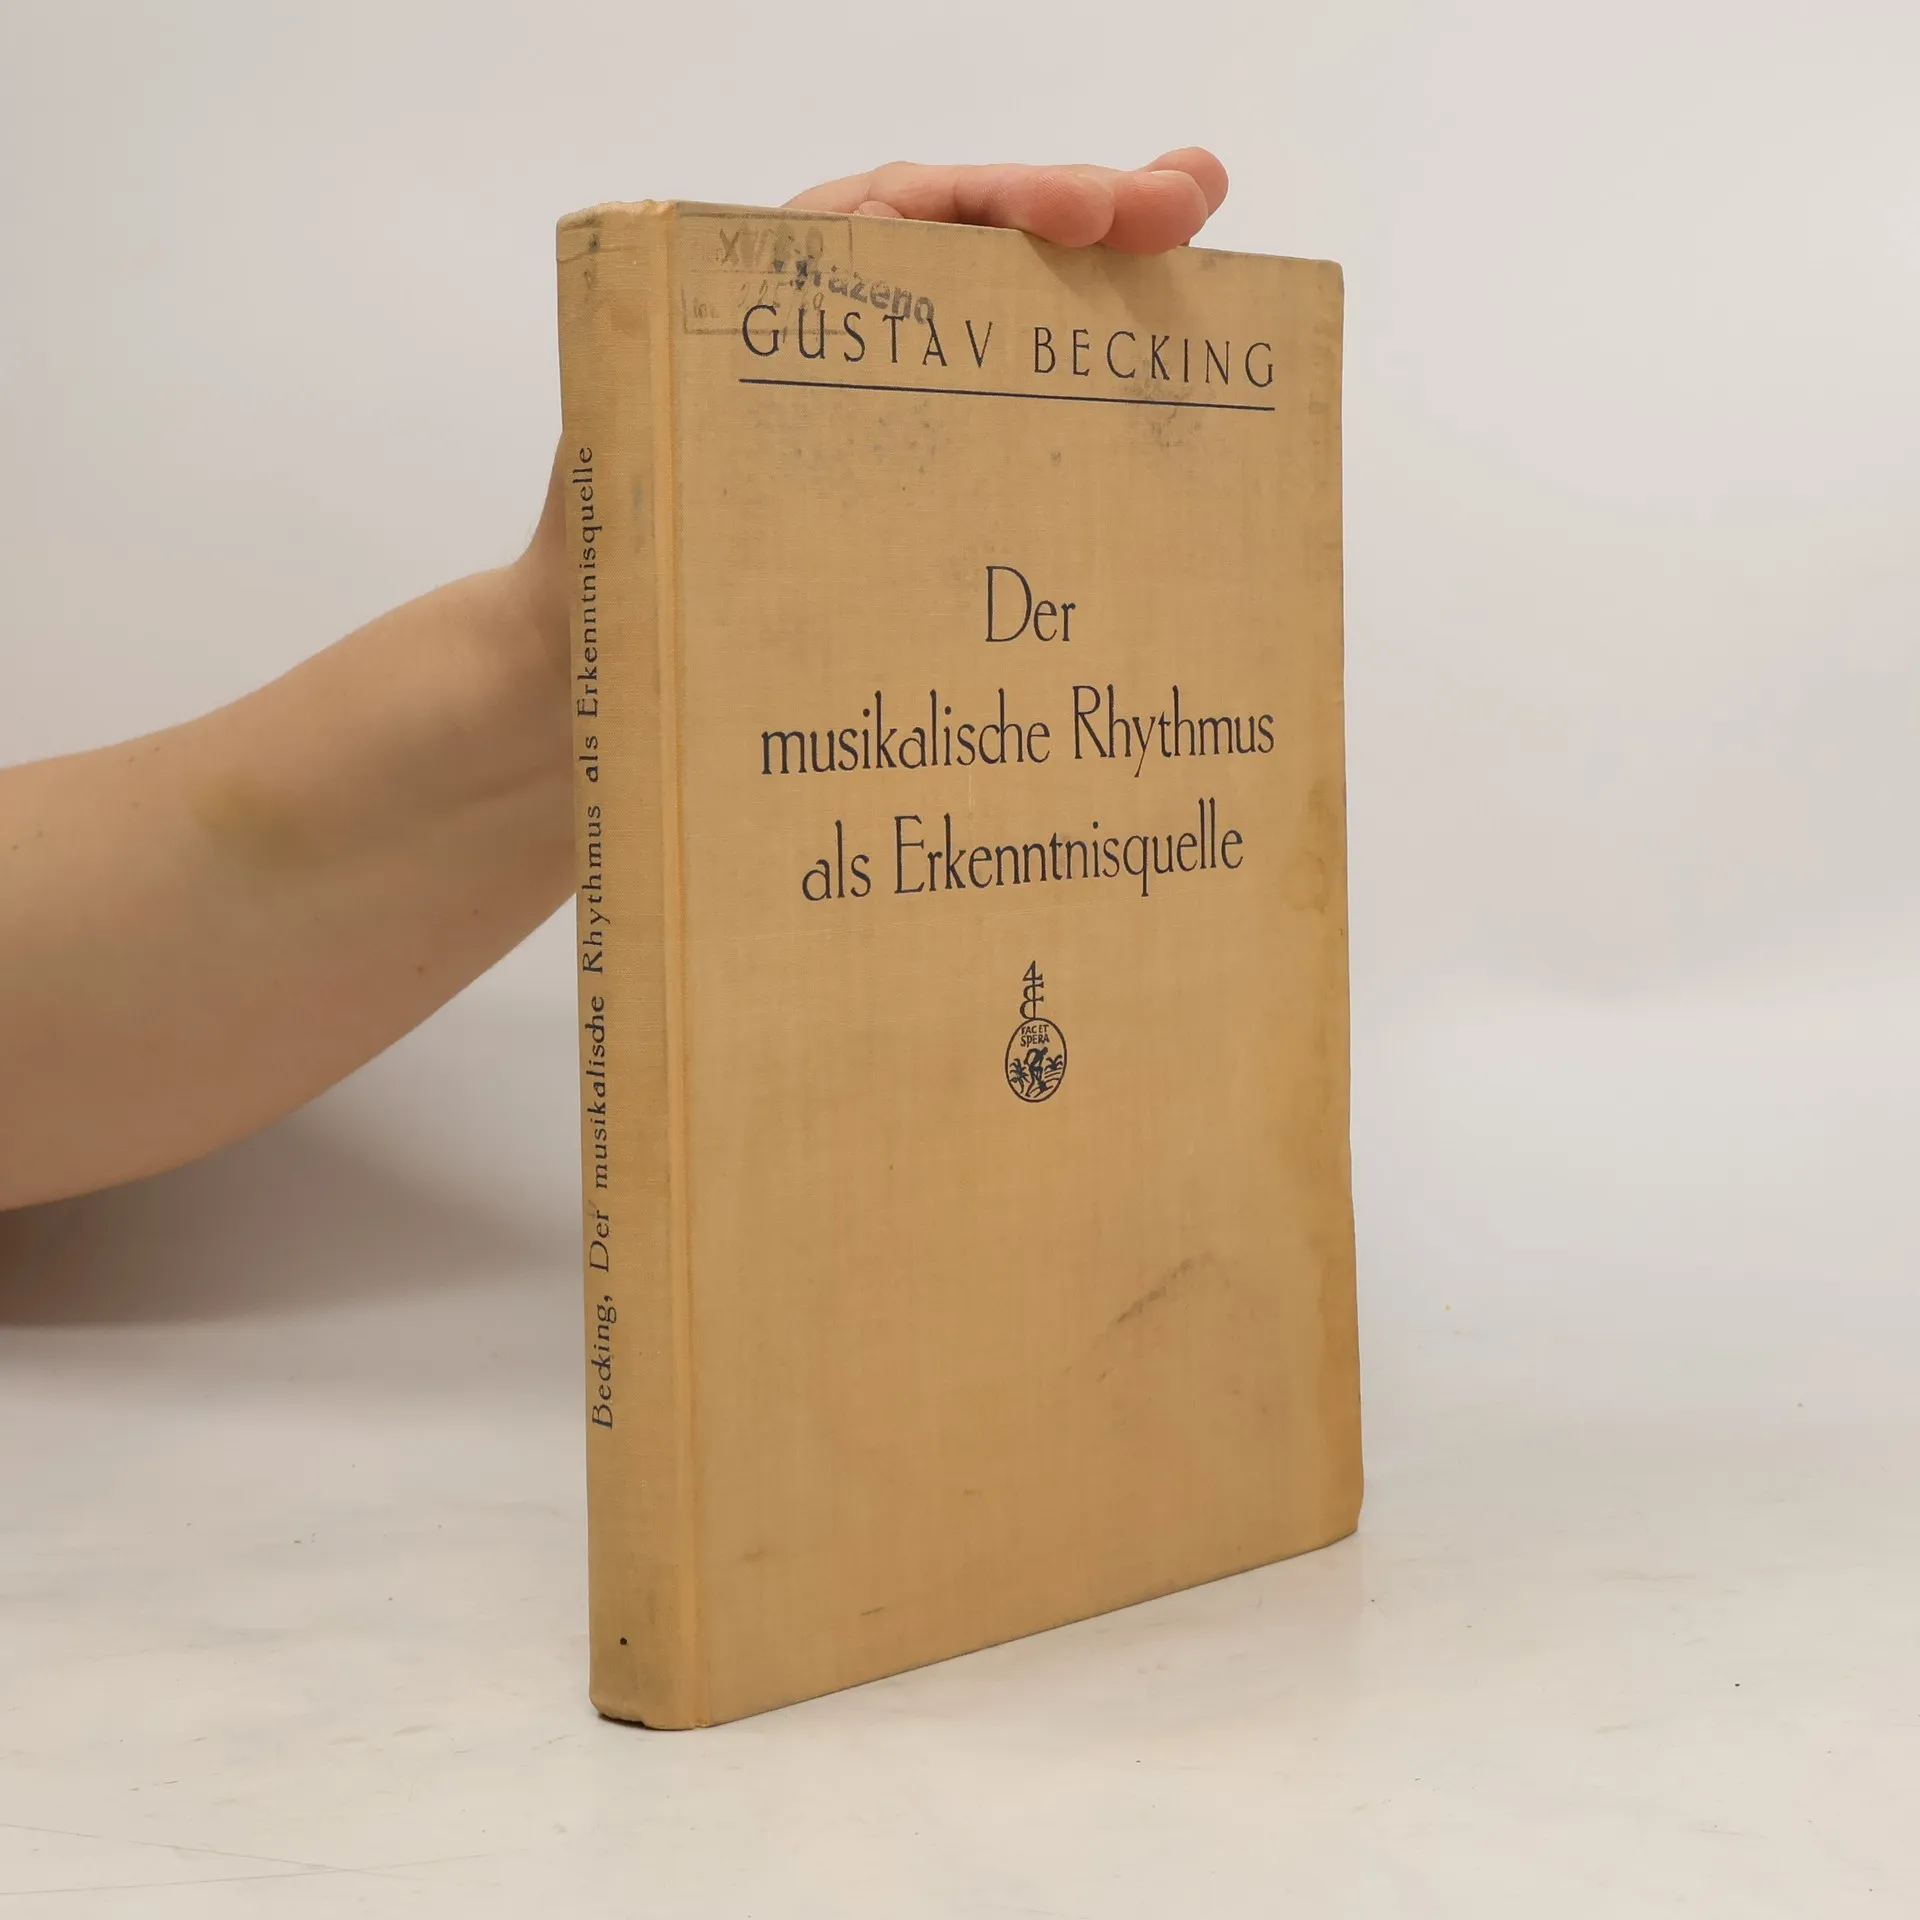 GUSTAV BECKING
Der
musikalische Rhythmus
als Erkenntnisquelle
FAC ET
SPERA
Becking, Der musikalische Rhythmus als Erkenntnisquelle